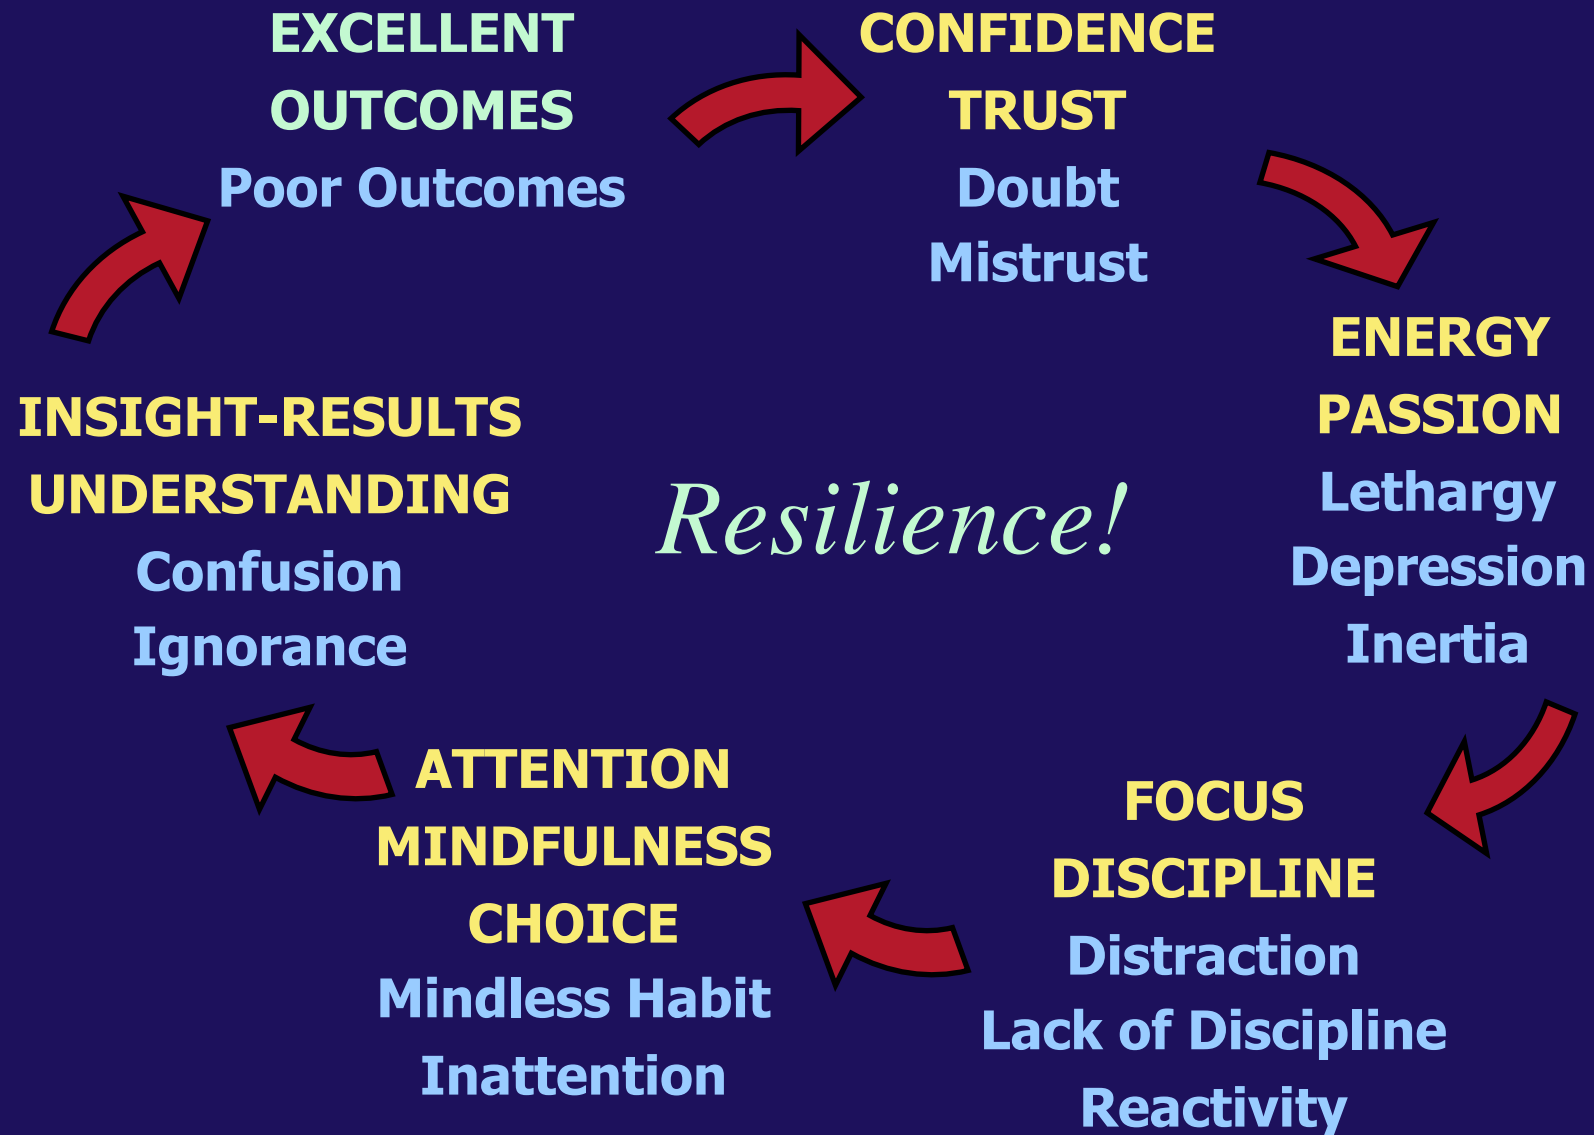 EXCELLENT
OUTCOMES
Poor Outcomes
CONFIDENCE
TRUST
Doubt
Mistrust
ENERGY
PASSION
Lethargy
Depression
Inertia
FOCUS
DISCIPLINE
Distraction
Lack of Discipline
Reactivity
ATTENTION
MINDFULNESS
CHOICE
Mindless Habit
Inattention
INSIGHT-RESULTS
UNDERSTANDING
Confusion
Ignorance
Resilience!